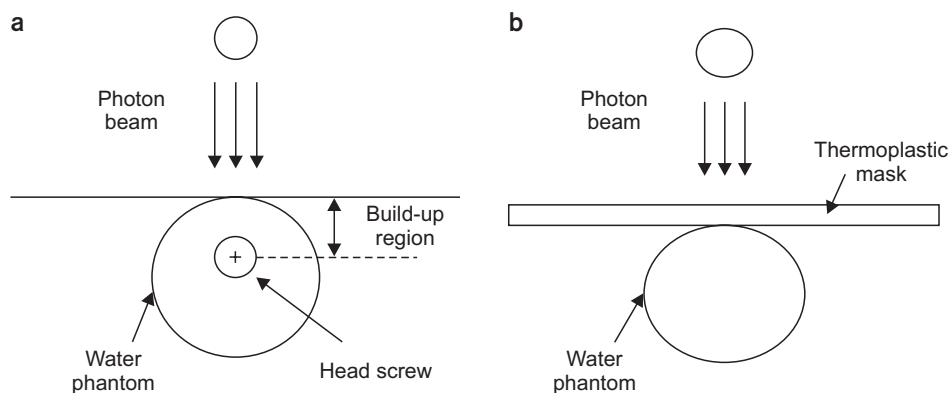 a
Photon
beam
Build-up
region
Water
phantom
Head screw
b
Photon
beam
Thermoplastic
mask
Water
phantom